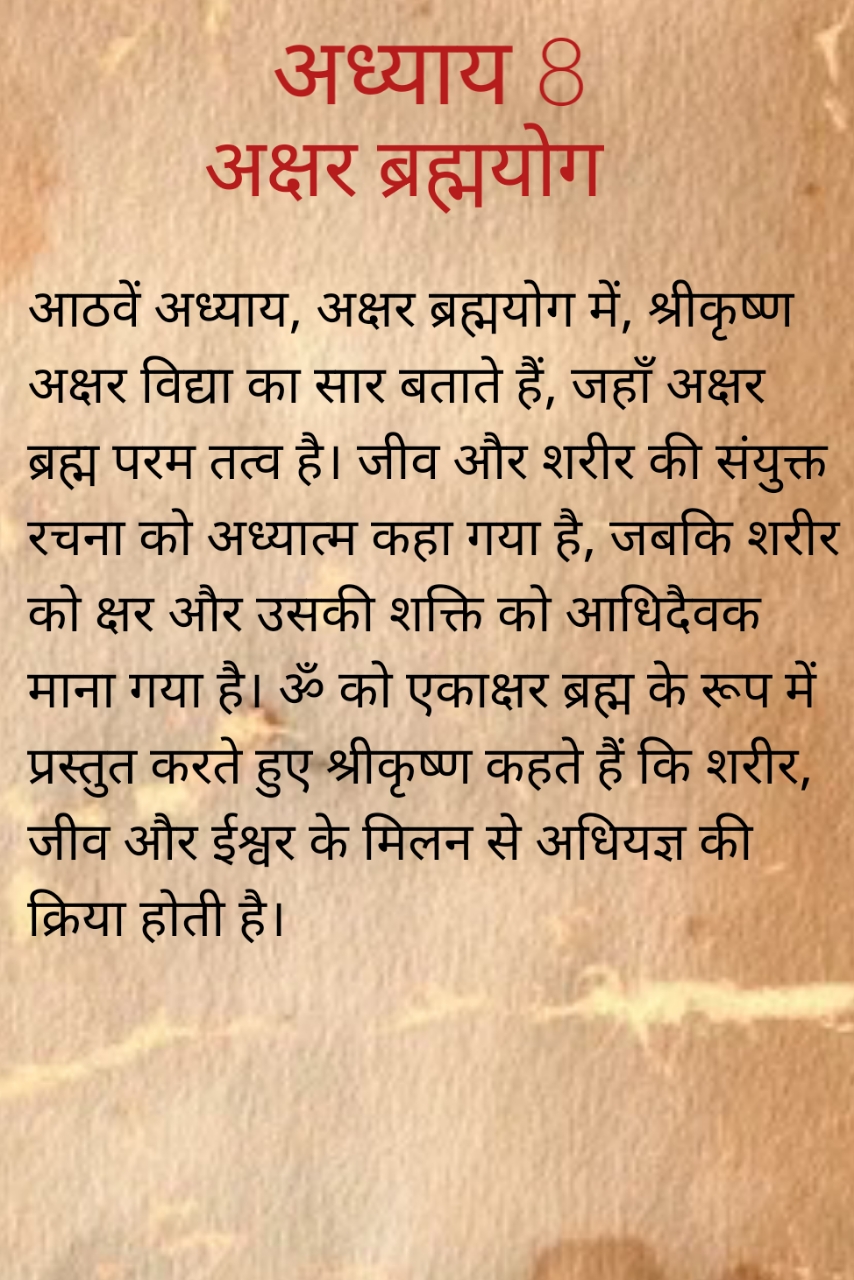 अध्याय 8
अक्षर ब्रह्मयोग
आठवें अध्याय, अक्षर ब्रह्मयोग में, श्रीकृष्ण
अक्षर विद्या का सार बताते हैं, जहाँ अक्षर
ब्रह्म परम तत्व है। जीव और शरीर की संयुक्त
रचना को अध्यात्म कहा गया है, जबकि शरीर
को क्षर और उसकी शक्ति को आधिदैवक
माना गया है। ॐ को एकाक्षर ब्रह्म के रूप में
प्रस्तुत करते हुए श्रीकृष्ण कहते हैं कि शरीर,
जीव और ईश्वर के मिलन से अधियज्ञ की
क्रिया होती है।